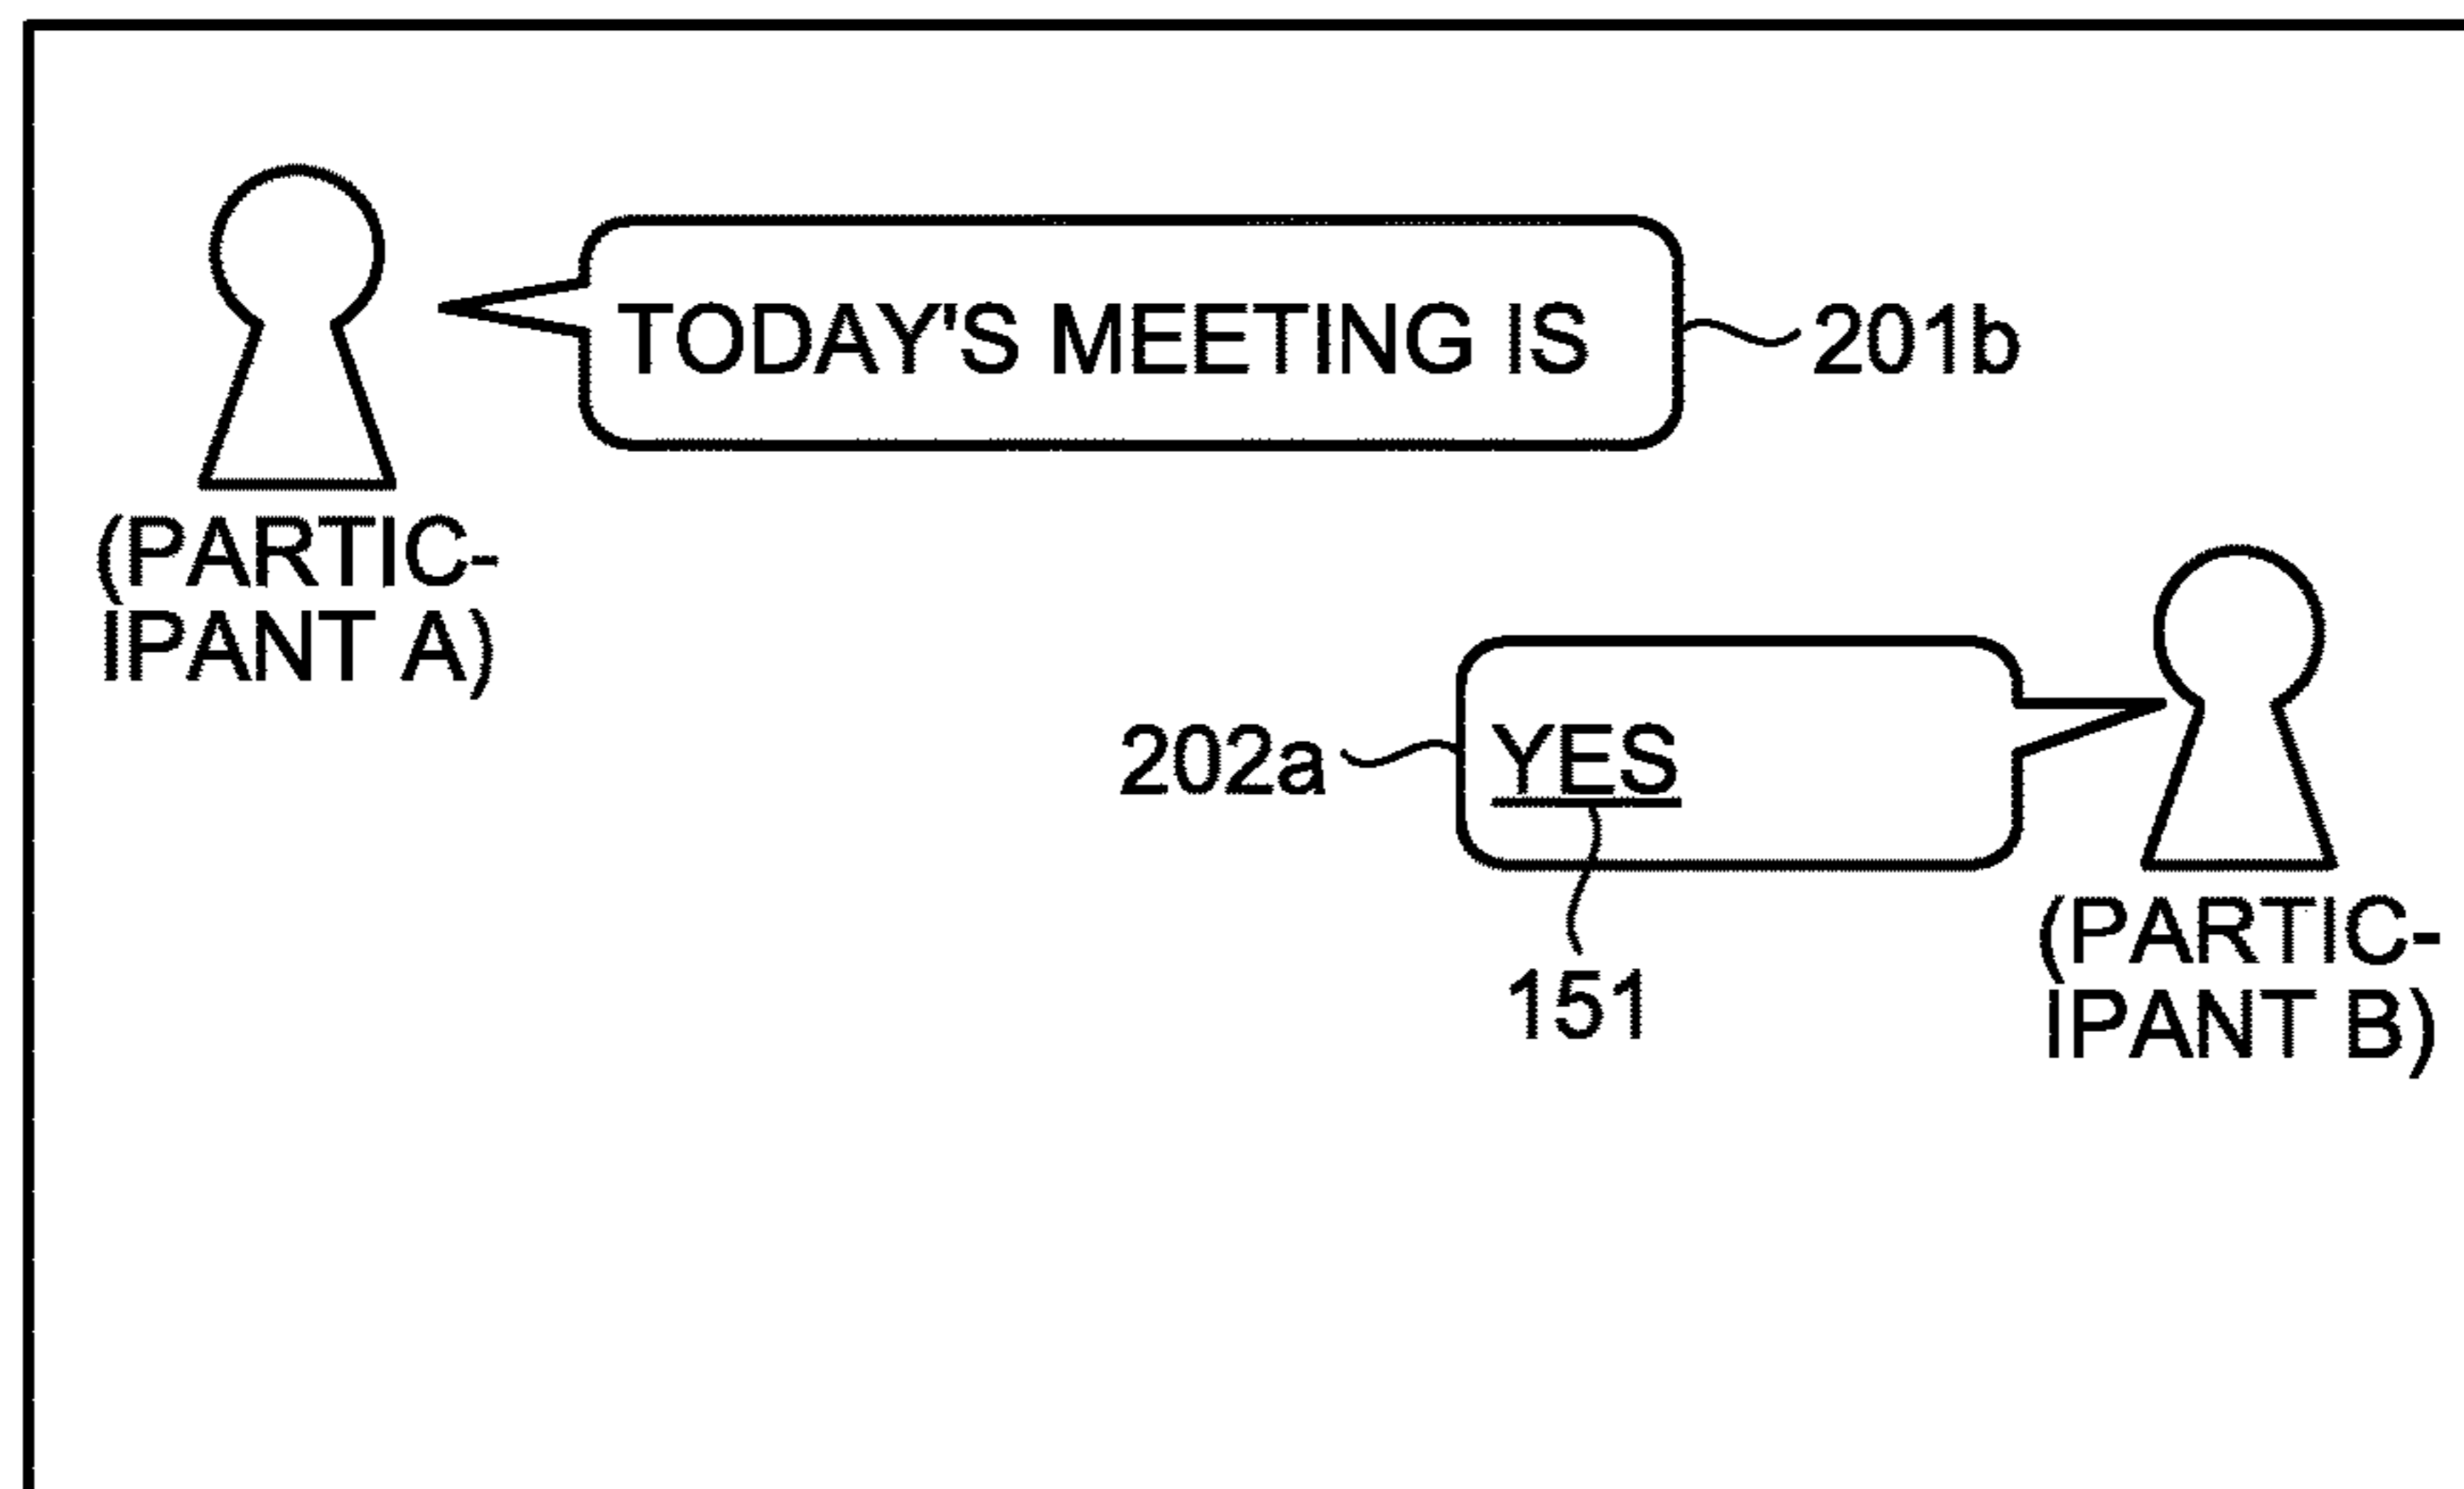 TODAY'S MEETING IS
201b
(PARTIC-
IPANT A)
202a
YES
151
(PARTIC-
IPANT B)